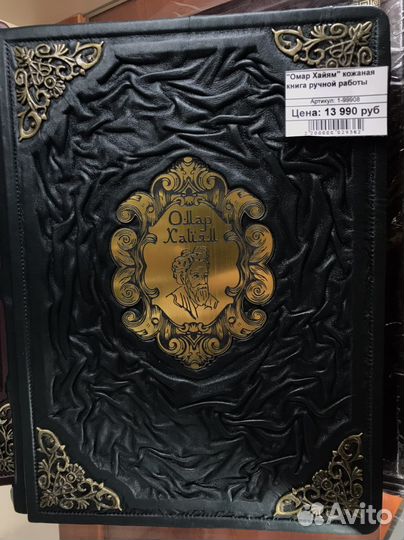 "Омар Хайям" кожаная
книга ручной работы
Артикул: 1-99908
Цена: 13 990 руб
Омар
Хайям
Avito